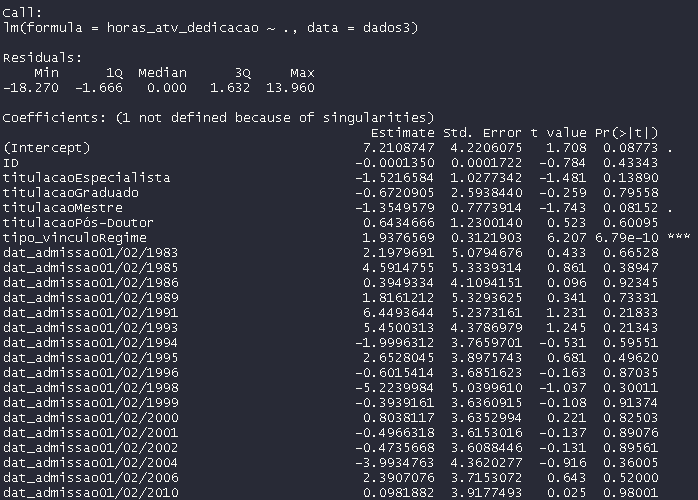 Call:
lm(formula = horas_atv_dedicacao ~ ., data = dados3)
Residuals:
Min 1Q Median 3Q Max
-18.270 -1.666 0.000 1.632 13.960
Coefficients: (1 not defined because of singularities)
Estimate Std. Error t value Pr(>|t|)
(Intercept) 7.2108747 4.2206075 1.708 0.08773 .
ID -0.0001350 0.0001722 -0.784 0.43343
titulacaoEspecialista -1.5216584 1.0277342 -1.481 0.13890
titulacaoGraduado -0.6720905 2.5938440 -0.259 0.79558
titulacaoMestre -1.3549579 0.7773914 -1.743 0.08152 .
titulacaoPós-Doutor 0.6434666 1.2300140 0.523 0.60095
tipo_vinculoRegime 1.9376569 0.3121903 6.207 6.79e-10 ***
dat_admissao01/02/1983 2.1979691 5.0794676 0.433 0.66528
dat_admissao01/02/1985 4.5914755 5.3339314 0.861 0.38947
dat_admissao01/02/1986 0.3949334 4.1094151 0.096 0.92345
dat_admissao01/02/1989 1.8161212 5.3293625 0.341 0.73331
dat_admissao01/02/1991 6.4493644 5.2373161 1.231 0.21833
dat_admissao01/02/1993 5.4500313 4.3786979 1.245 0.21343
dat_admissao01/02/1994 -1.9996312 3.7659701 -0.531 0.59551
dat_admissao01/02/1995 2.6528045 3.8975743 0.681 0.49620
dat_admissao01/02/1996 -0.6015414 3.6851623 -0.163 0.87035
dat_admissao01/02/1998 -5.2239984 5.0399610 -1.037 0.30011
dat_admissao01/02/1999 -0.3939161 3.6360915 -0.108 0.91374
dat_admissao01/02/2000 0.8038117 3.6352994 0.221 0.82503
dat_admissao01/02/2001 -0.4966318 3.6153016 -0.137 0.89076
dat_admissao01/02/2002 -0.4735668 3.6088446 -0.131 0.89561
dat_admissao01/02/2004 -3.9934763 4.3620277 -0.916 0.36005
dat_admissao01/02/2006 2.3907076 3.7153072 0.643 0.52000
dat_admissao01/02/2010 0.0981882 3.9177493 0.025 0.98001